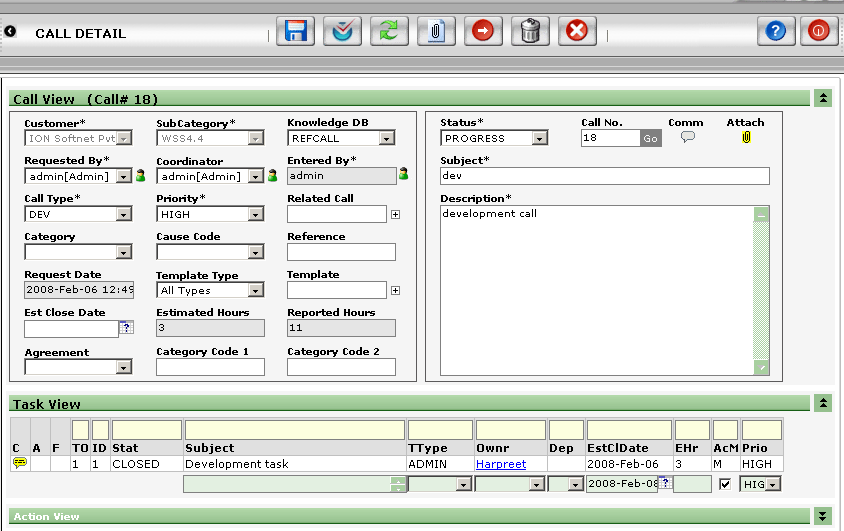 CALL DETAIL
Call View (Call# 18)
Customer* SubCategory* Knowledge DB
ION Softnet Pvt WSS4.4 REFCALL
Requested By* Coordinator Entered By*
admin[Admin] admin[Admin] admin
Call Type* Priority* Related Call
DEV HIGH
Category Cause Code Reference
Request Date Template Type Template
2008-Feb-06 12:49 All Types
Est Close Date Estimated Hours Reported Hours
3 11
Agreement Category Code 1 Category Code 2
Status* Call No. Comm Attach
PROGRESS 18 Go
Subject*
dev
Description*
development call
Task View
C A F TO ID Stat Subject TType Ownr Dep EstClDate EHr AcM Prio
1 1 CLOSED Development task ADMIN Harpreet 2008-Feb-06 3 M HIGH
2008-Feb-08 HIG
Action View